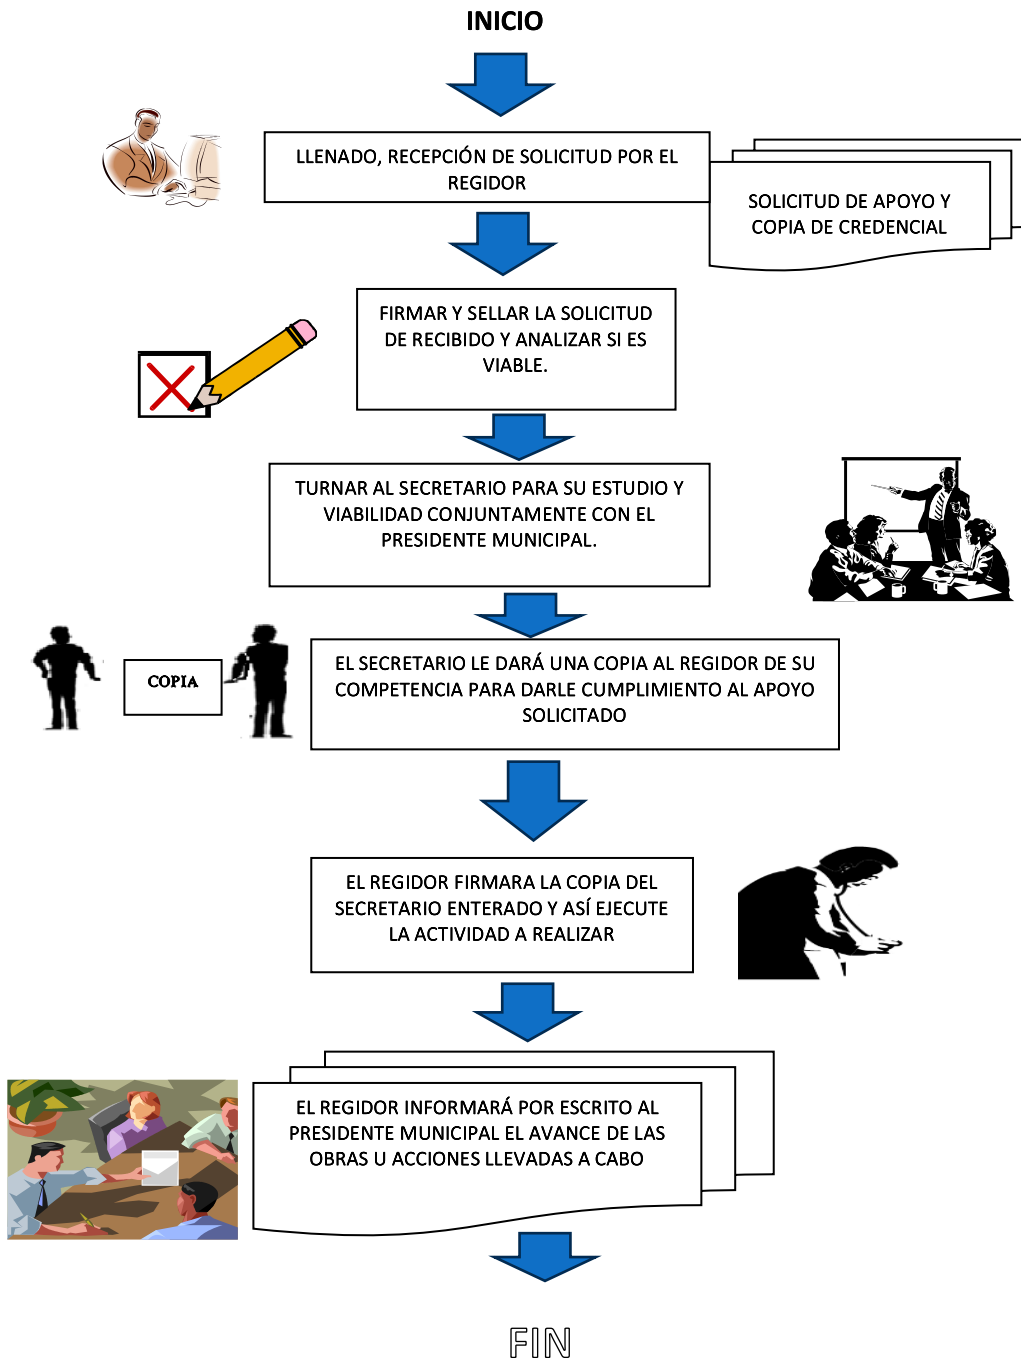 INICIO
LLENADO, RECEPCIÓN DE SOLICITUD POR EL
REGIDOR
SOLICITUD DE APOYO Y
COPIA DE CREDENCIAL
FIRMAR Y SELLAR LA SOLICITUD
DE RECIBIDO Y ANALIZAR SI ES
VIABLE.
TURNAR AL SECRETARIO PARA SU ESTUDIO Y
VIABILIDAD CONJUNTAMENTE CON EL
PRESIDENTE MUNICIPAL.
COPIA
EL SECRETARIO LE DARÁ UNA COPIA AL REGIDOR DE SU
COMPETENCIA PARA DARLE CUMPLIMIENTO AL APOYO
SOLICITADO
EL REGIDOR FIRMARA LA COPIA DEL
SECRETARIO ENTERADO Y ASÍ EJECUTE
LA ACTIVIDAD A REALIZAR
EL REGIDOR INFORMARÁ POR ESCRITO AL
PRESIDENTE MUNICIPAL EL AVANCE DE LAS
OBRAS U ACCIONES LLEVADAS A CABO
FIN